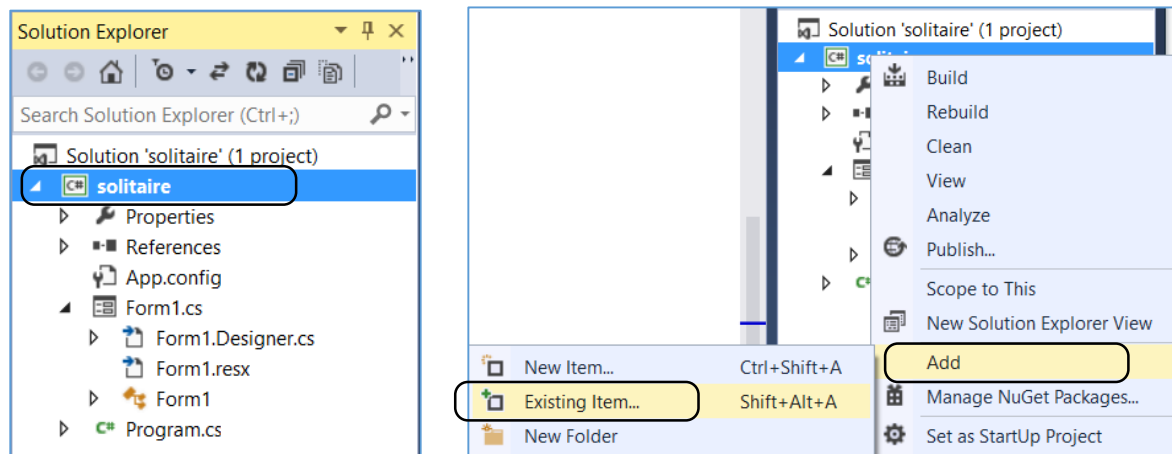 Solution Explorer
Search Solution Explorer (Ctrl+;)
Solution 'solitaire' (1 project)
C# solitaire
Properties
References
App.config
Form1.cs
Form1.Designer.cs
Form1.resx
Form1
C# Program.cs
Solution 'solitaire' (1 project)
C#
Build
Rebuild
Clean
View
Analyze
Publish...
Scope to This
New Solution Explorer View
Add
Manage NuGet Packages...
Set as StartUp Project
New Item... Ctrl+Shift+A
Existing Item... Shift+Alt+A
New Folder